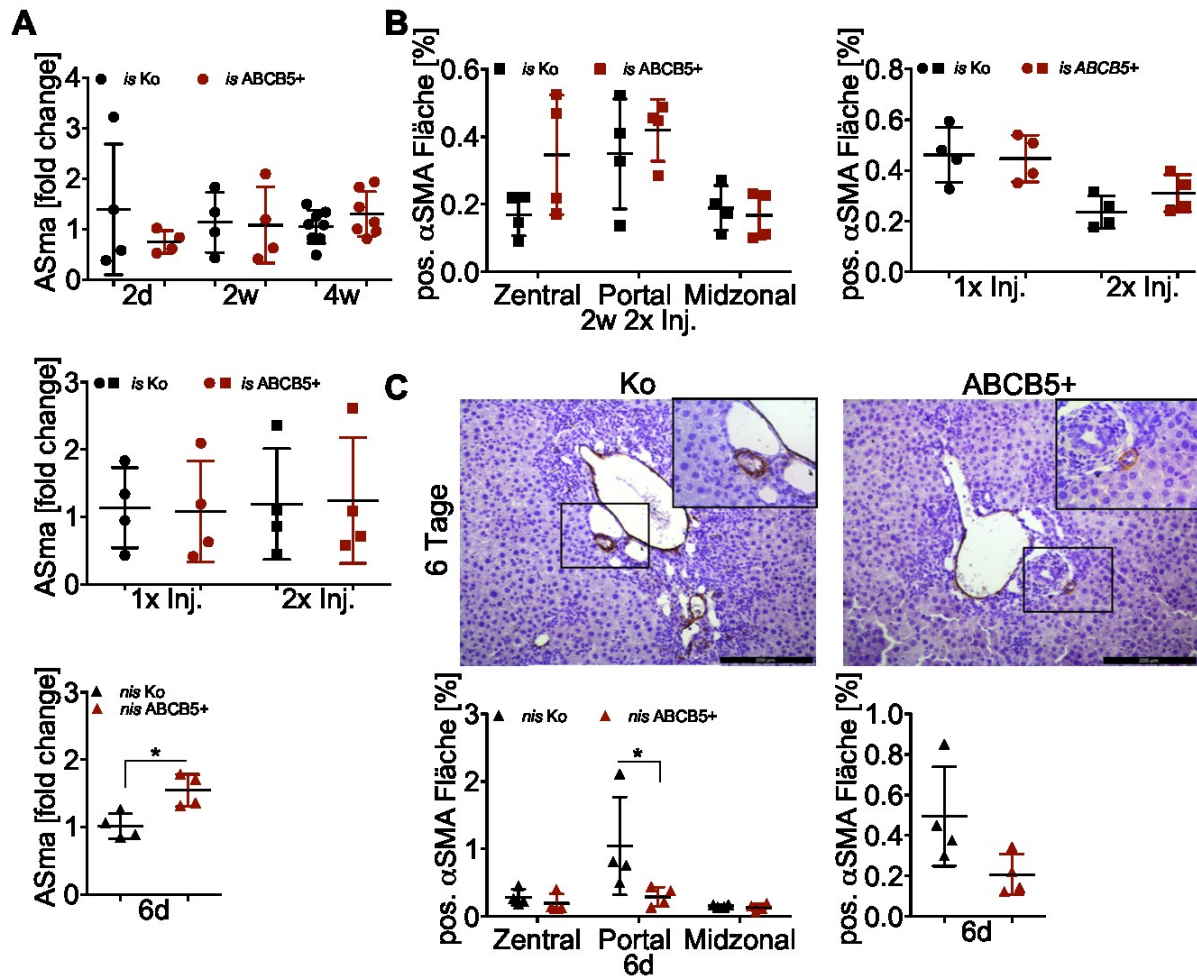 A
ASma [fold change]
4
3
2
1
0
is Ko
is ABCB5+
2d
2w
4w
B
pos. αSMA Fläche [%]
0.6
0.4
0.2
0.0
is Ko
is ABCB5+
Zentral
Portal
Midzonal
2w 2x Inj.
pos. αSMA Fläche [%]
0.8
0.6
0.4
0.2
0.0
is Ko
is ABCB5+
1x Inj.
2x Inj.
ASma [fold change]
3
2
1
0
is Ko
is ABCB5+
1x Inj.
2x Inj.
C
Ko
ABCB5+
6 Tage
200 µm
200 µm
ASma [fold change]
3
2
1
0
nis Ko
nis ABCB5+
*
6d
pos. αSMA Fläche [%]
3
2
1
0
nis Ko
nis ABCB5+
*
Zentral
Portal
Midzonal
6d
pos. αSMA Fläche [%]
1.0
0.8
0.6
0.4
0.2
0.0
6d